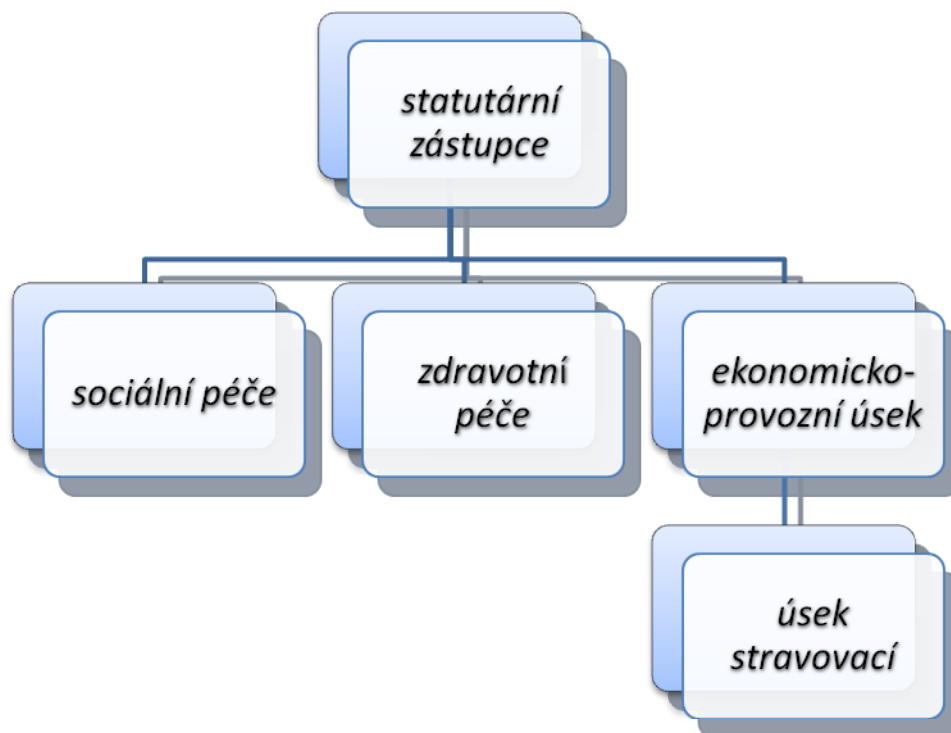 statutární
zástupce
sociální péče
zdravotní
péče
ekonomicko-
provozní úsek
úsek
stravovací